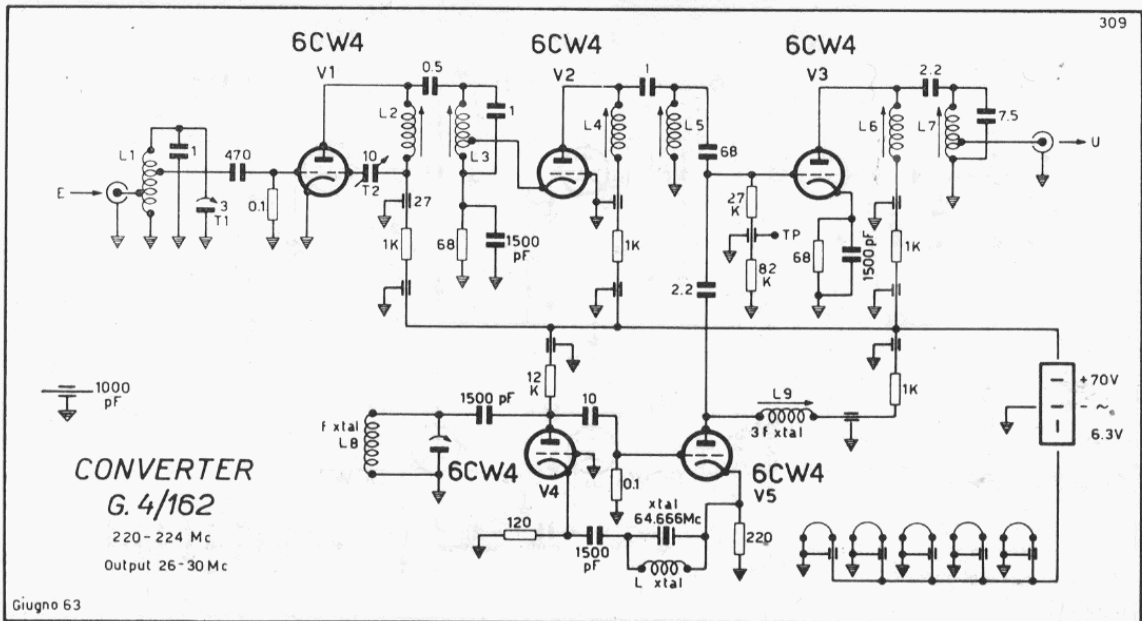 309
6CW4
V1
6CW4
V2
6CW4
V3
0.5
1
2.2
L2
1
L3
L4
L5
L6
L7
7.5
U
L1
1
470
10
T2
68
E
3
T1
0.1
27
27
K
TP
1K
68
1500
pF
1K
82
K
68
1500 pF
1K
2.2
1000
pF
12
K
1500 pF
10
L9
3F xtal
1K
+70V
- ~
6.3V
F xtal
L8
6CW4
V4
0.1
6CW4
V5
CONVERTER
G. 4/162
220-224 Mc
Output 26-30 Mc
120
1500
pF
xtal
64.666Mc
L xtal
220
Giugno 63